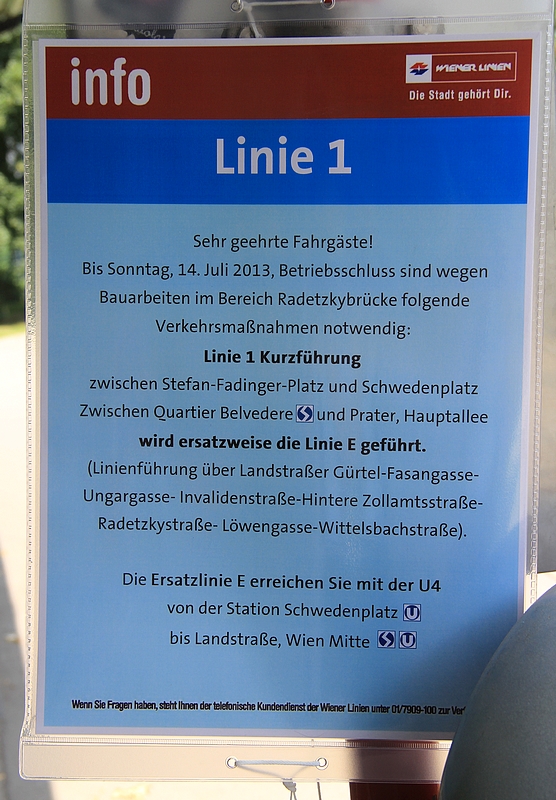 info
WIENER LINIEN
Die Stadt gehört Dir.
Linie 1
Sehr geehrte Fahrgäste!
Bis Sonntag, 14. Juli 2013, Betriebsschluss sind wegen
Bauarbeiten im Bereich Radetzkybrücke folgende
Verkehrsmaßnahmen notwendig:
Linie 1 Kurzführung
zwischen Stefan-Fadinger-Platz und Schwedenplatz
Zwischen Quartier Belvedere S und Prater, Hauptallee
wird ersatzweise die Linie E geführt.
(Linienführung über Landstraßer Gürtel-Fasangasse-
Ungargasse- Invalidenstraße-Hintere Zollamtsstraße-
Radetzkystraße- Löwengasse-Wittelsbachstraße).
Die Ersatzlinie E erreichen Sie mit der U4
von der Station Schwedenplatz U
bis Landstraße, Wien Mitte S U
Wenn Sie Fragen haben, steht Ihnen der telefonische Kundendienst der Wiener Linien unter 01/7909-100 zur